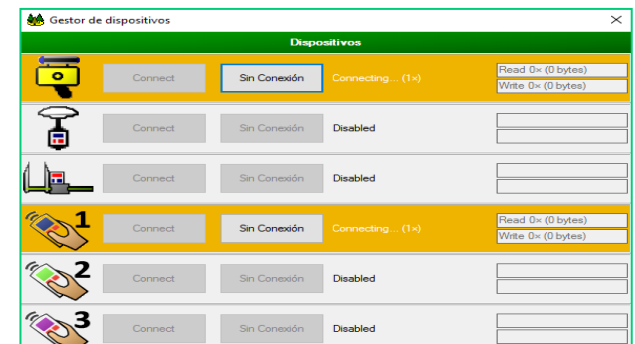 Gestor de dispositivos
Dispositivos
Connect Sin Conexión Connecting... (1×) Read 0× (0 bytes)
Write 0× (0 bytes)
Connect Sin Conexión Disabled
Connect Sin Conexión Disabled
1 Connect Sin Conexión Connecting... (1×) Read 0× (0 bytes)
Write 0× (0 bytes)
2 Connect Sin Conexión Disabled
3 Connect Sin Conexión Disabled